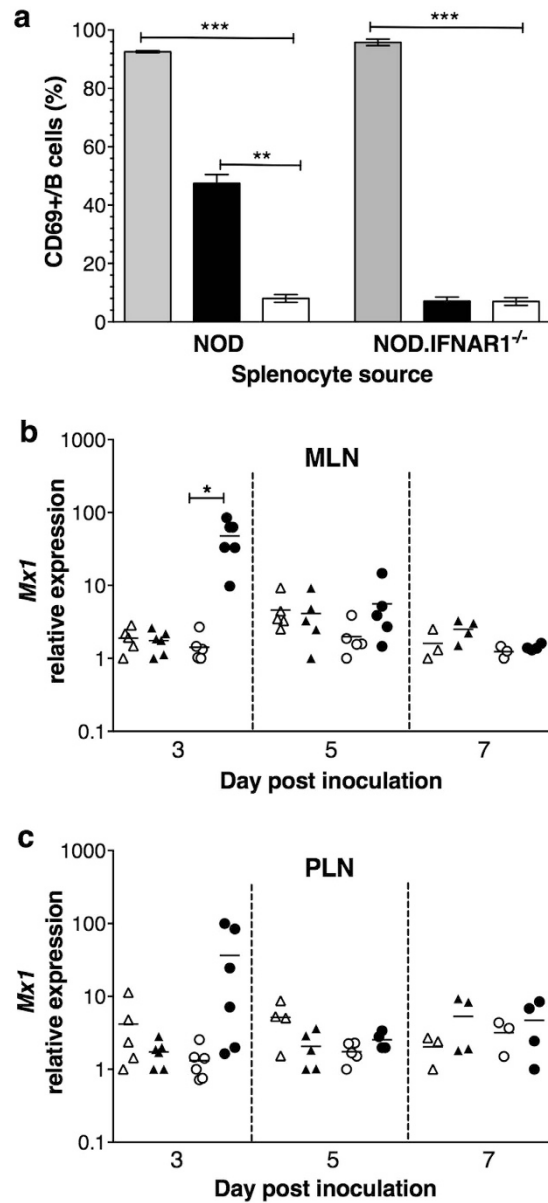 a
CD69+/B cells (%)
100
80
60
40
20
0
***
**
***
NOD
NOD.IFNAR1-/-
Splenocyte source
b
MLN
Mx1
relative expression
1000
100
10
1
0.1
*
3
5
7
Day post inoculation
c
PLN
Mx1
relative expression
1000
100
10
1
0.1
3
5
7
Day post inoculation